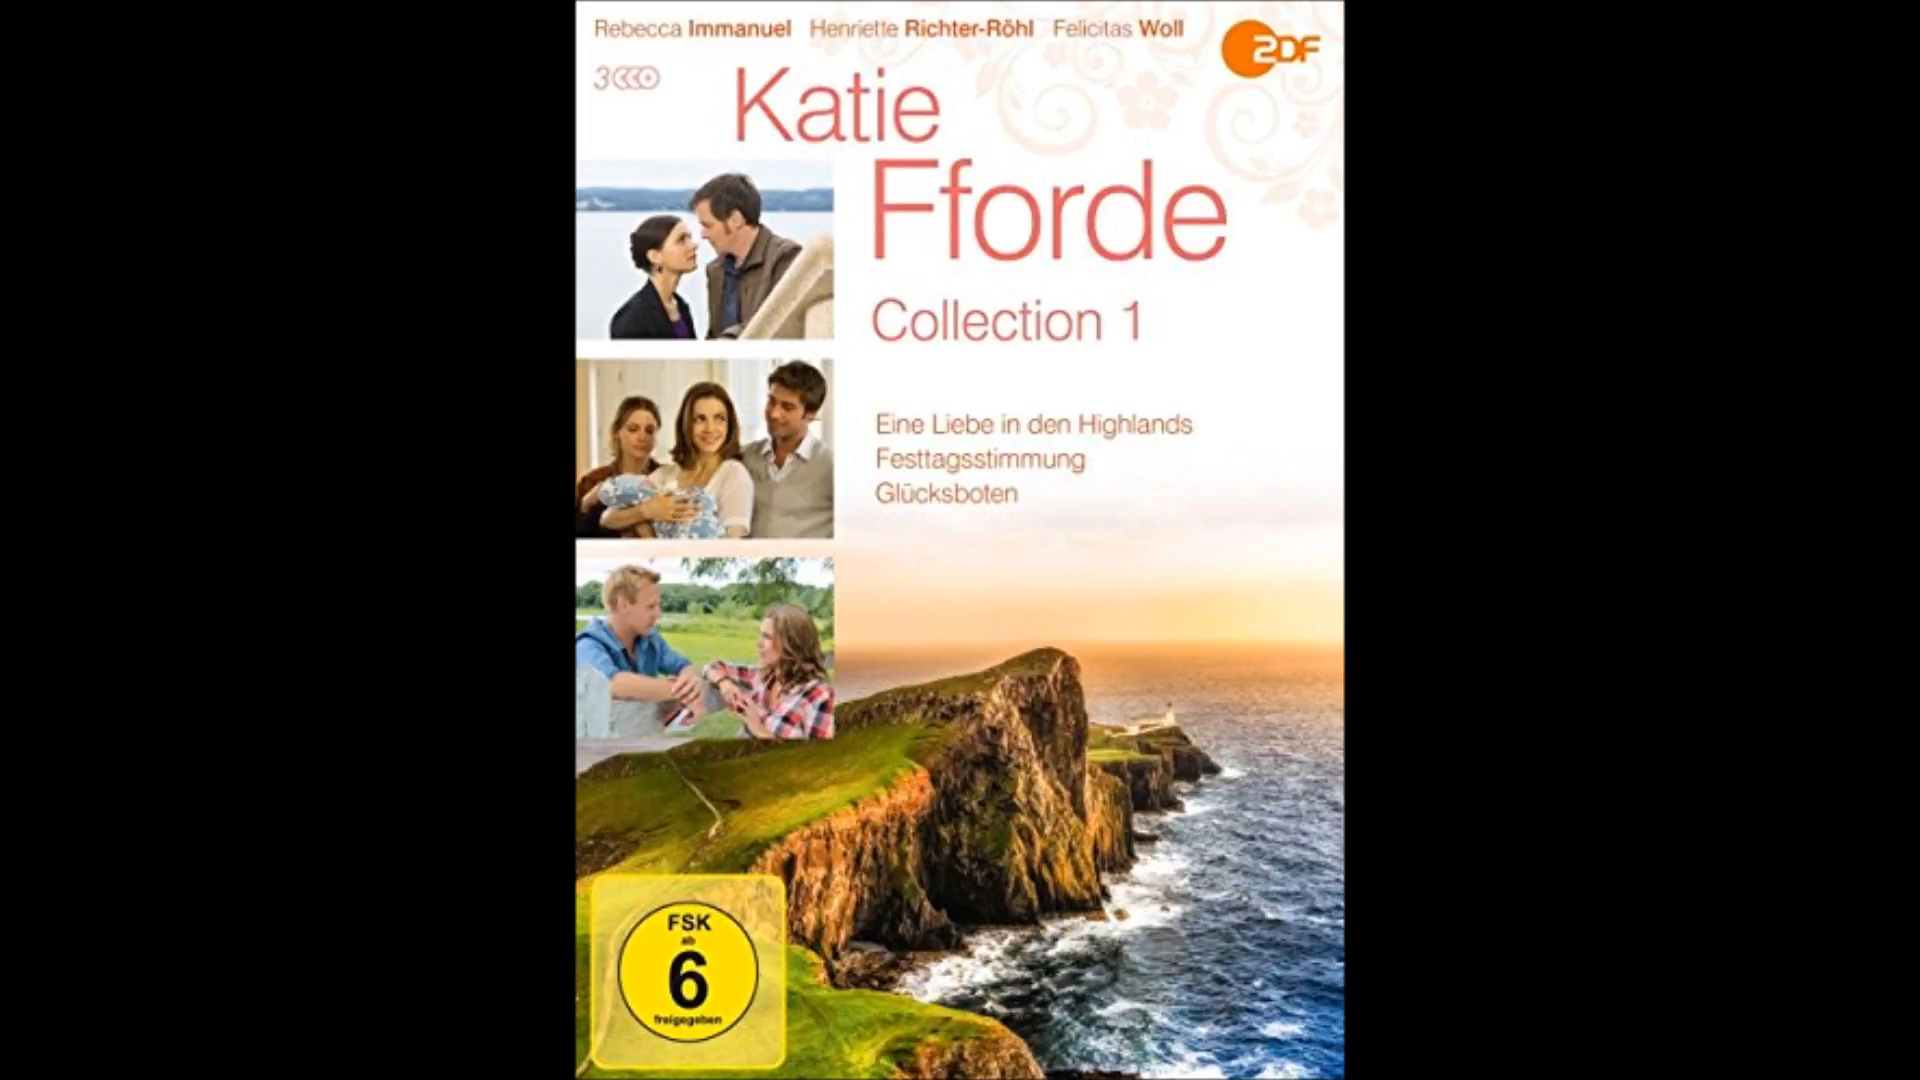 Rebecca Immanuel Henriette Richter-Röhl Felicitas Woll
ZDF
3
Katie
Fforde
Collection 1
Eine Liebe in den Highlands
Festtagsstimmung
Glücksboten
FSK
ab
6
freigegeben